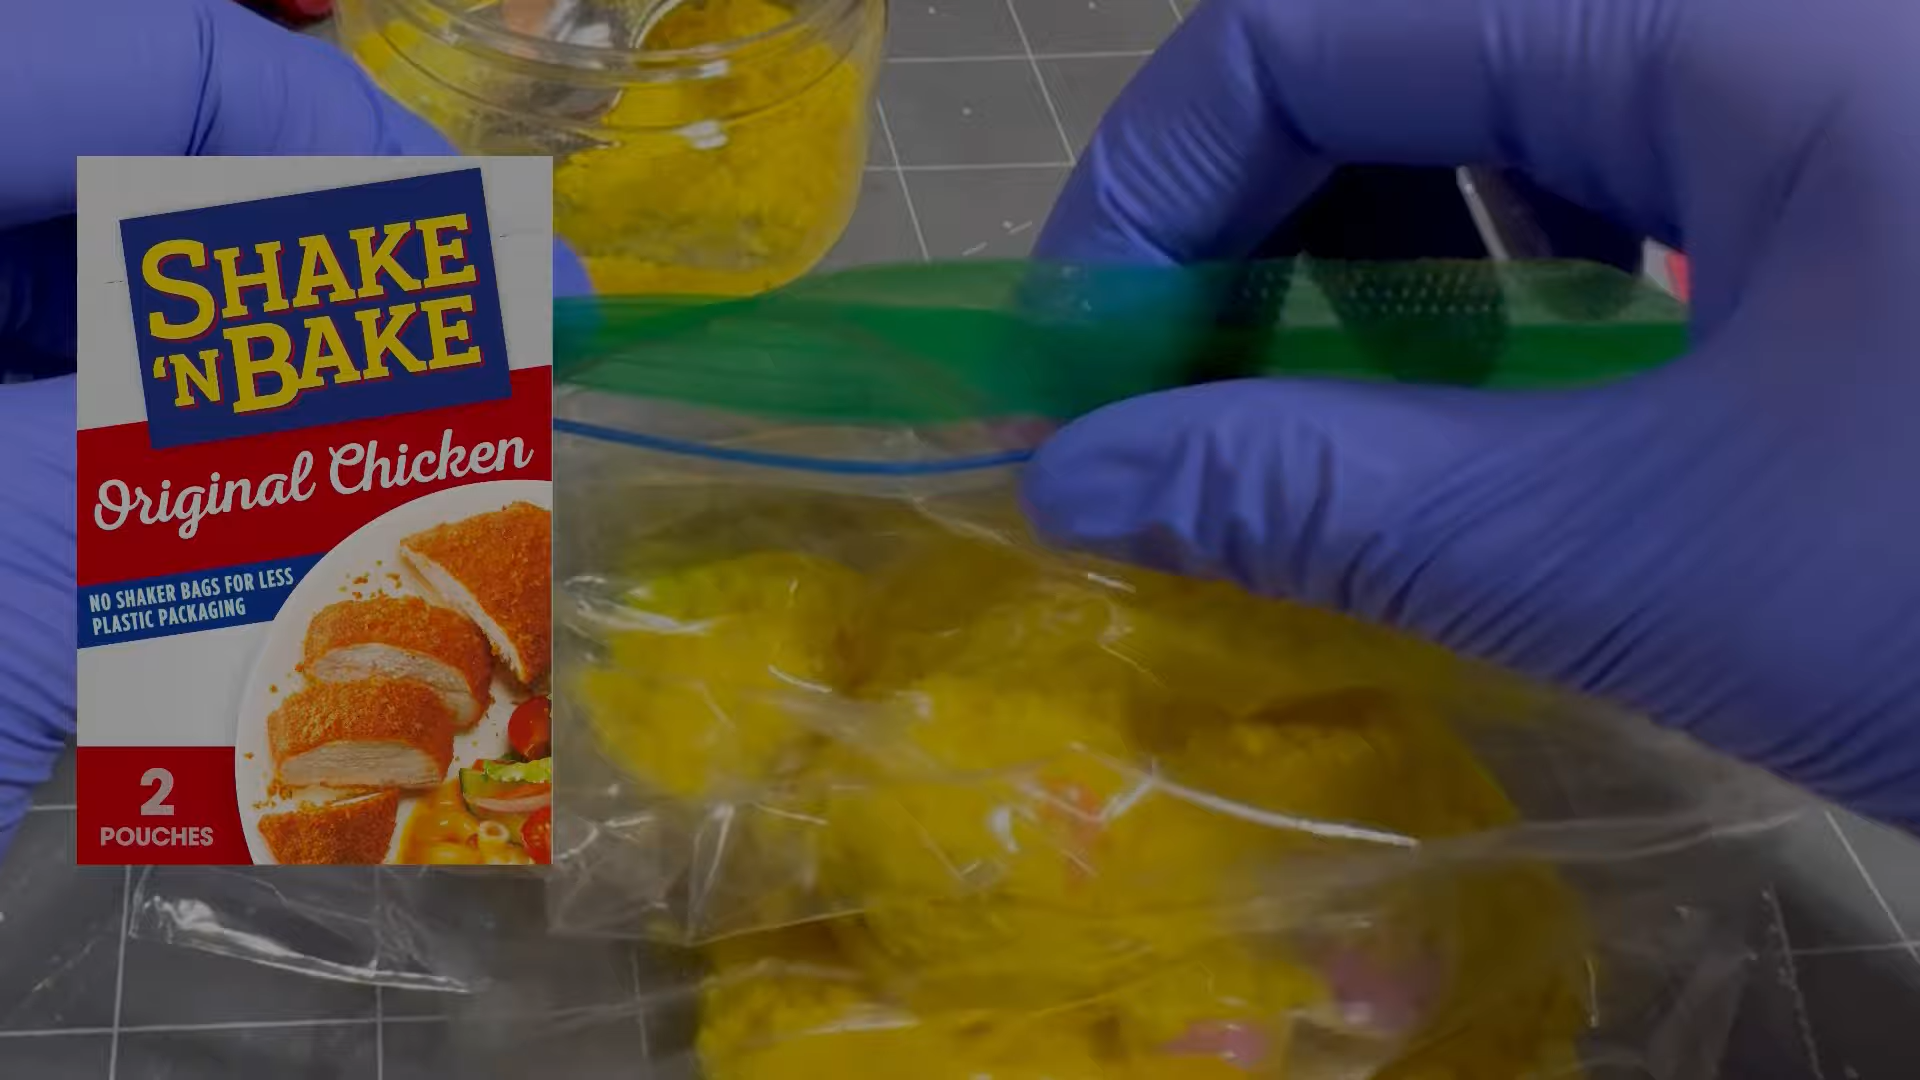 SHAKE
'N BAKE
Original Chicken
NO SHAKER BAGS FOR LESS
PLASTIC PACKAGING
2
POUCHES